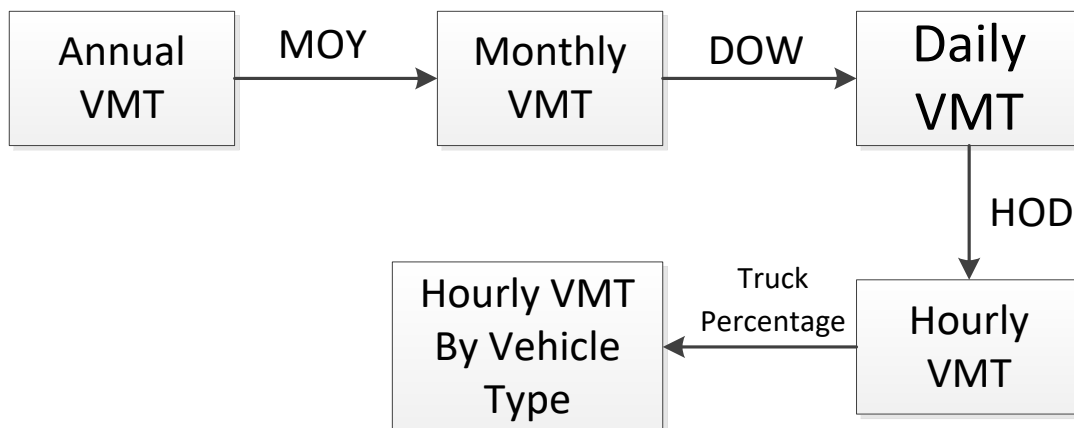 Annual
VMT
MOY
Monthly
VMT
DOW
Daily
VMT
HOD
Hourly
VMT
Truck
Percentage
Hourly VMT
By Vehicle
Type